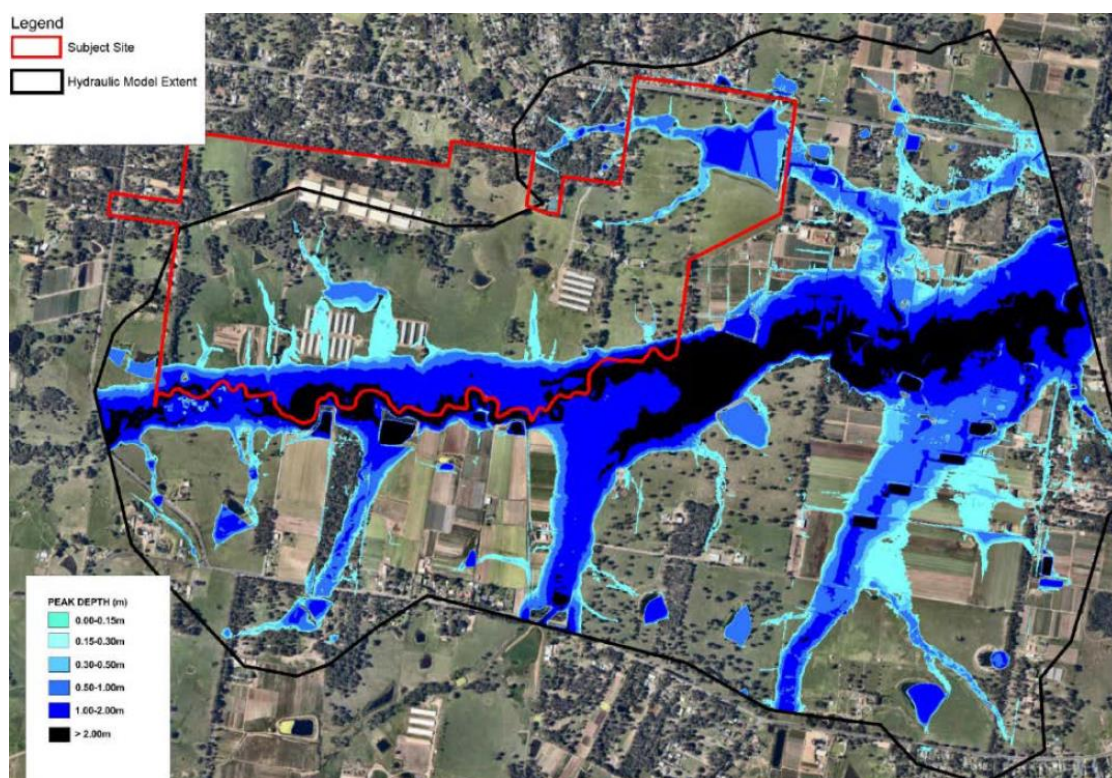 Legend
Subject Site
Hydraulic Model Extent
PEAK DEPTH (m)
0.00-0.15m
0.15-0.30m
0.30-0.50m
0.50-1.00m
1.00-2.00m
> 2.00m